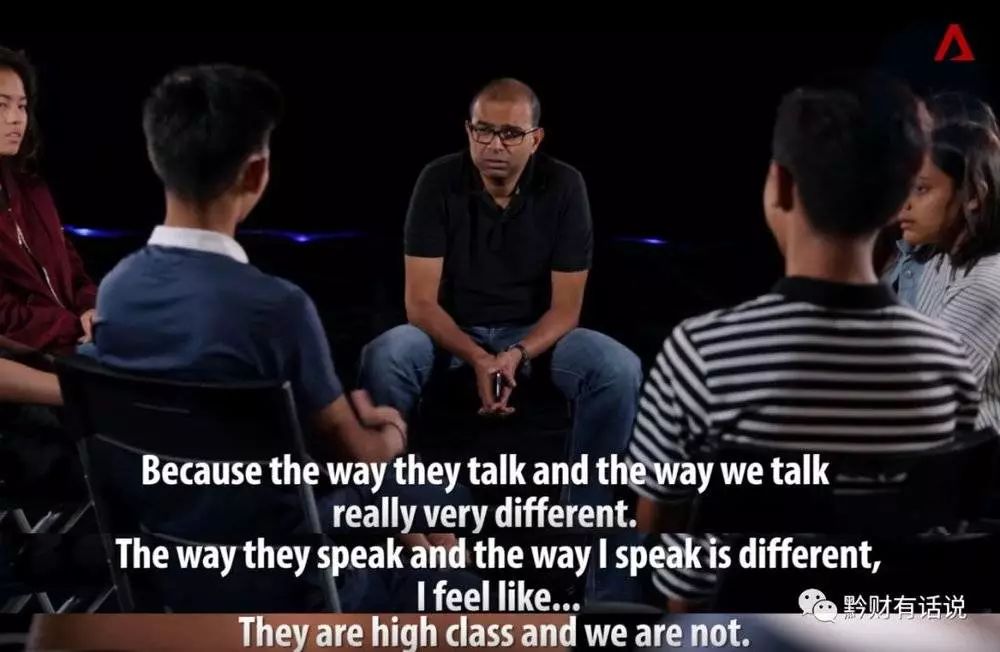 Because the way they talk and the way we talk
really very different.
The way they speak and the way I speak is different,
I feel like...
They are high class and we are not.
黔财有话说